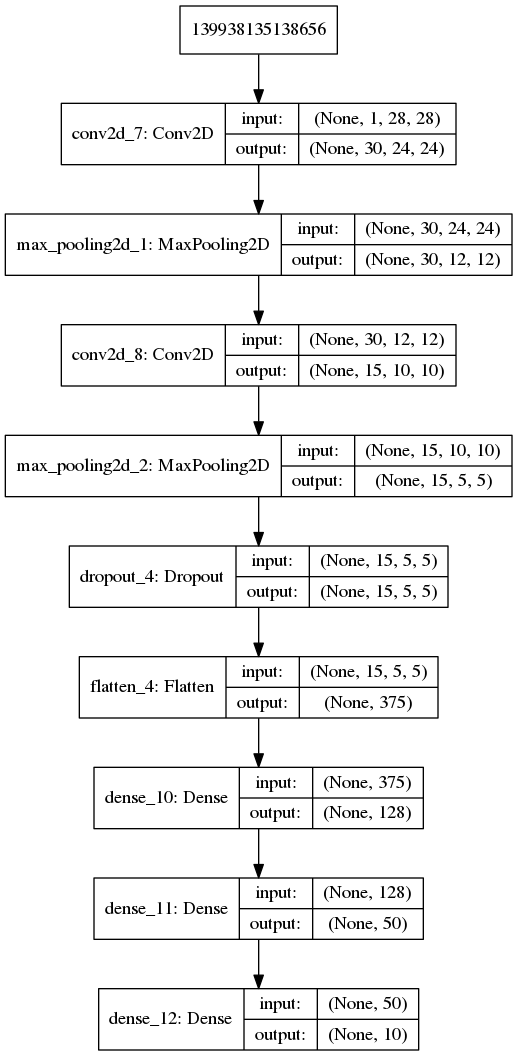 139938135138656
conv2d_7: Conv2D
input: (None, 1, 28, 28)
output: (None, 30, 24, 24)
max_pooling2d_1: MaxPooling2D
input: (None, 30, 24, 24)
output: (None, 30, 12, 12)
conv2d_8: Conv2D
input: (None, 30, 12, 12)
output: (None, 15, 10, 10)
max_pooling2d_2: MaxPooling2D
input: (None, 15, 10, 10)
output: (None, 15, 5, 5)
dropout_4: Dropout
input: (None, 15, 5, 5)
output: (None, 15, 5, 5)
flatten_4: Flatten
input: (None, 15, 5, 5)
output: (None, 375)
dense_10: Dense
input: (None, 375)
output: (None, 128)
dense_11: Dense
input: (None, 128)
output: (None, 50)
dense_12: Dense
input: (None, 50)
output: (None, 10)